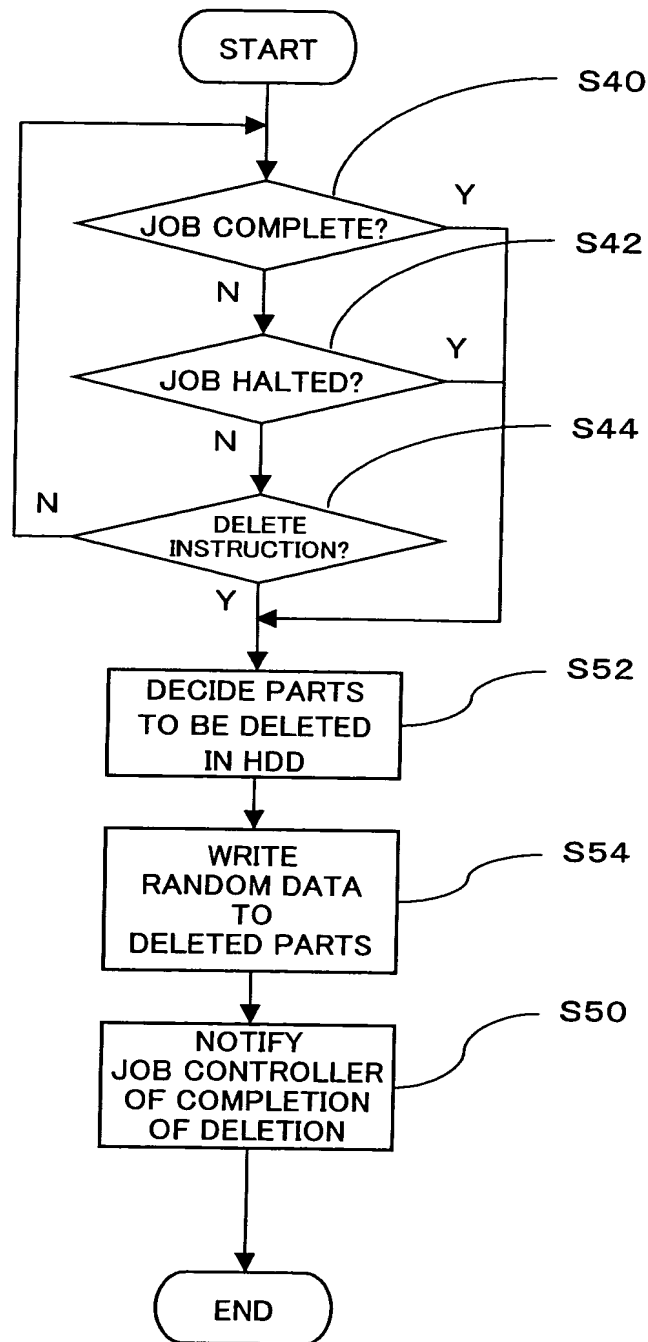 START
S40
Y
JOB COMPLETE?
S42
N
Y
JOB HALTED?
S44
N
N
DELETE
INSTRUCTION?
Y
S52
DECIDE PARTS
TO BE DELETED
IN HDD
S54
WRITE
RANDOM DATA
TO
DELETED PARTS
S50
NOTIFY
JOB CONTROLLER
OF COMPLETION
OF DELETION
END